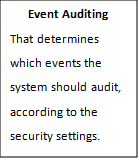 Event Auditing
That determines
which events the
system should audit,
according to the
security settings.